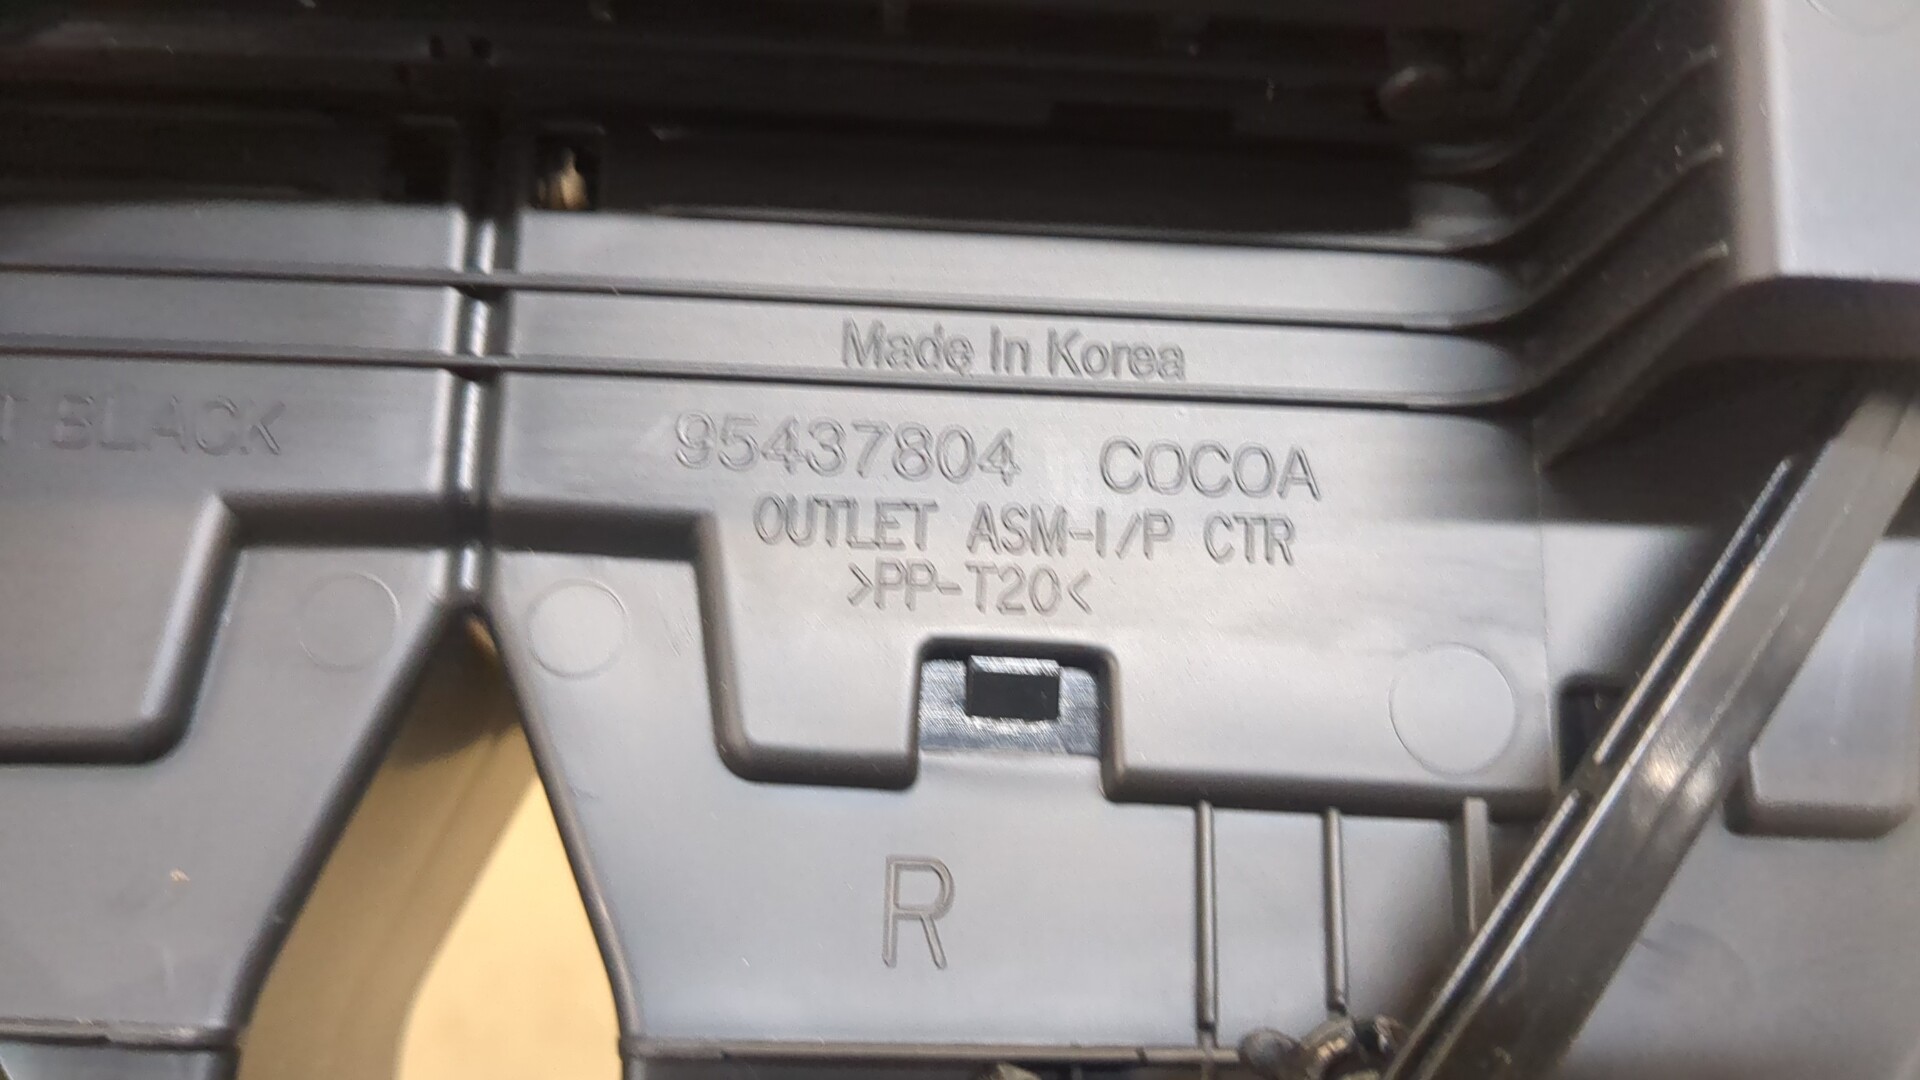 Made In Korea
T BLACK
95437804 COCOA
OUTLET ASM-I/P CTR
>PP-T20<
R